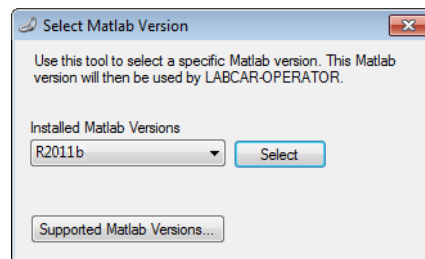 Select Matlab Version
Use this tool to select a specific Matlab version. This Matlab
version will then be used by LABCAR-OPERATOR.
Installed Matlab Versions
R2011b
Select
Supported Matlab Versions...